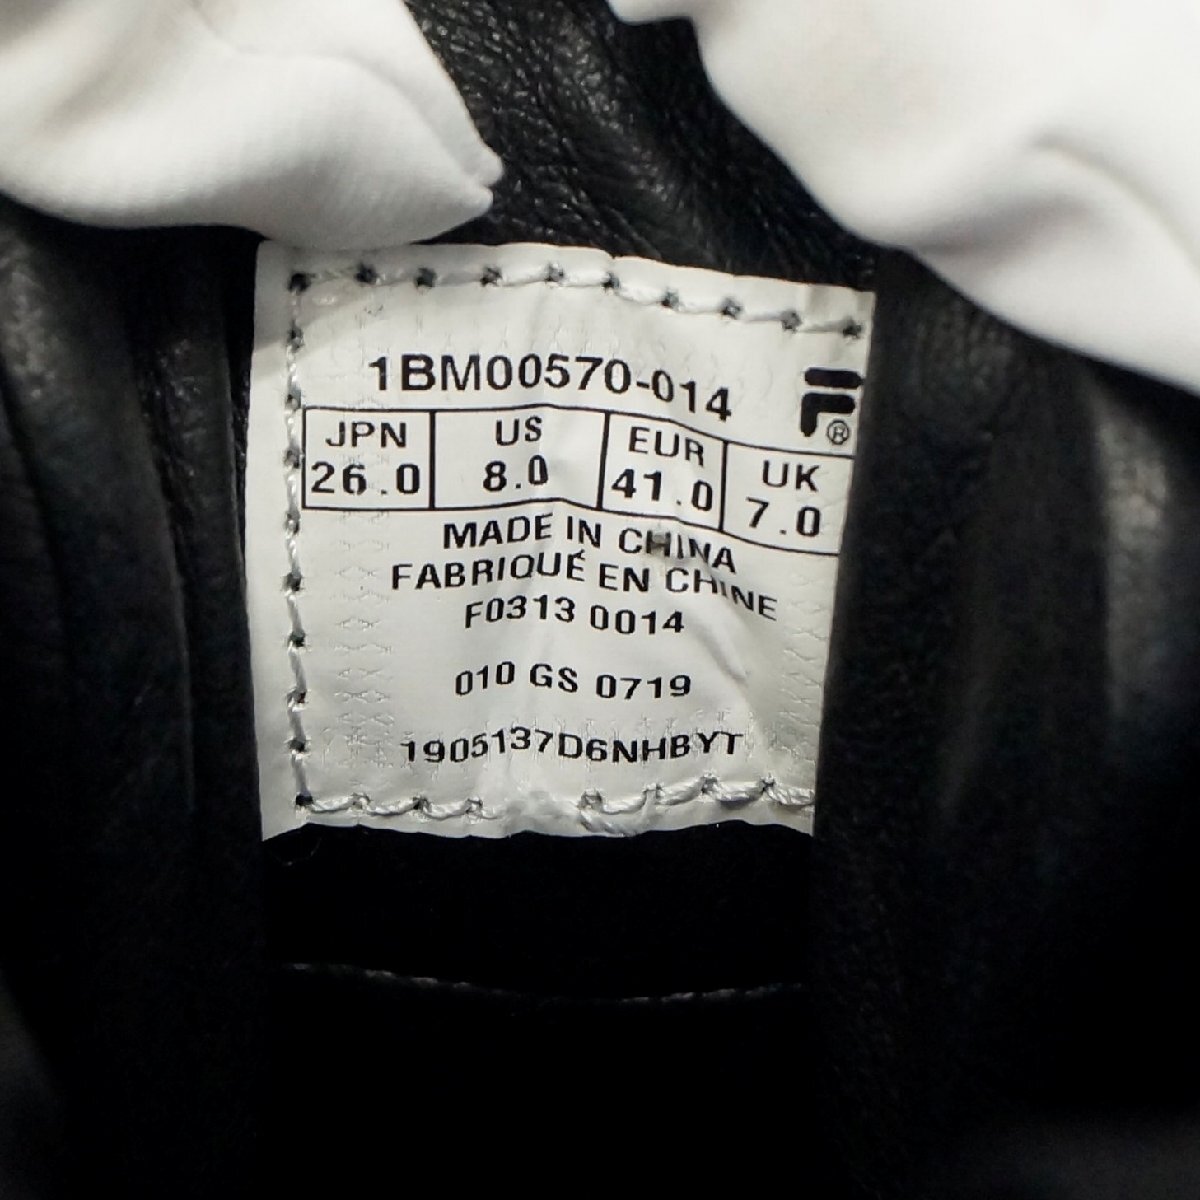 1BM00570-014
F®
JPN US EUR UK
26.0 8.0 41.0 7.0
MADE IN CHINA
FABRIQUÉ EN CHINE
F0313 0014
010 GS 0719
1905137D6NHBYT